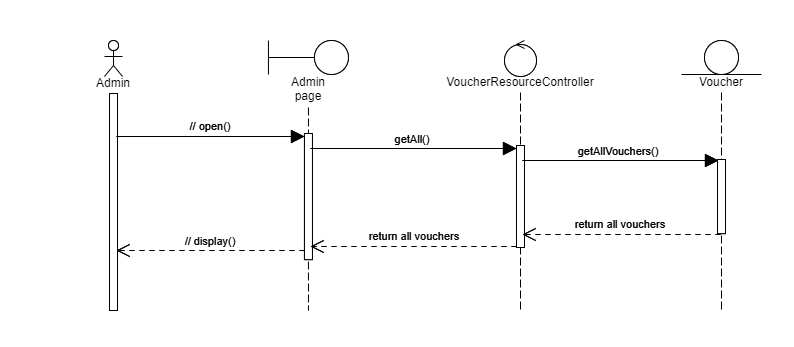 Admin
Admin
page
VoucherResourceController
Voucher
// open()
getAll()
getAllVouchers()
return all vouchers
return all vouchers
// display()